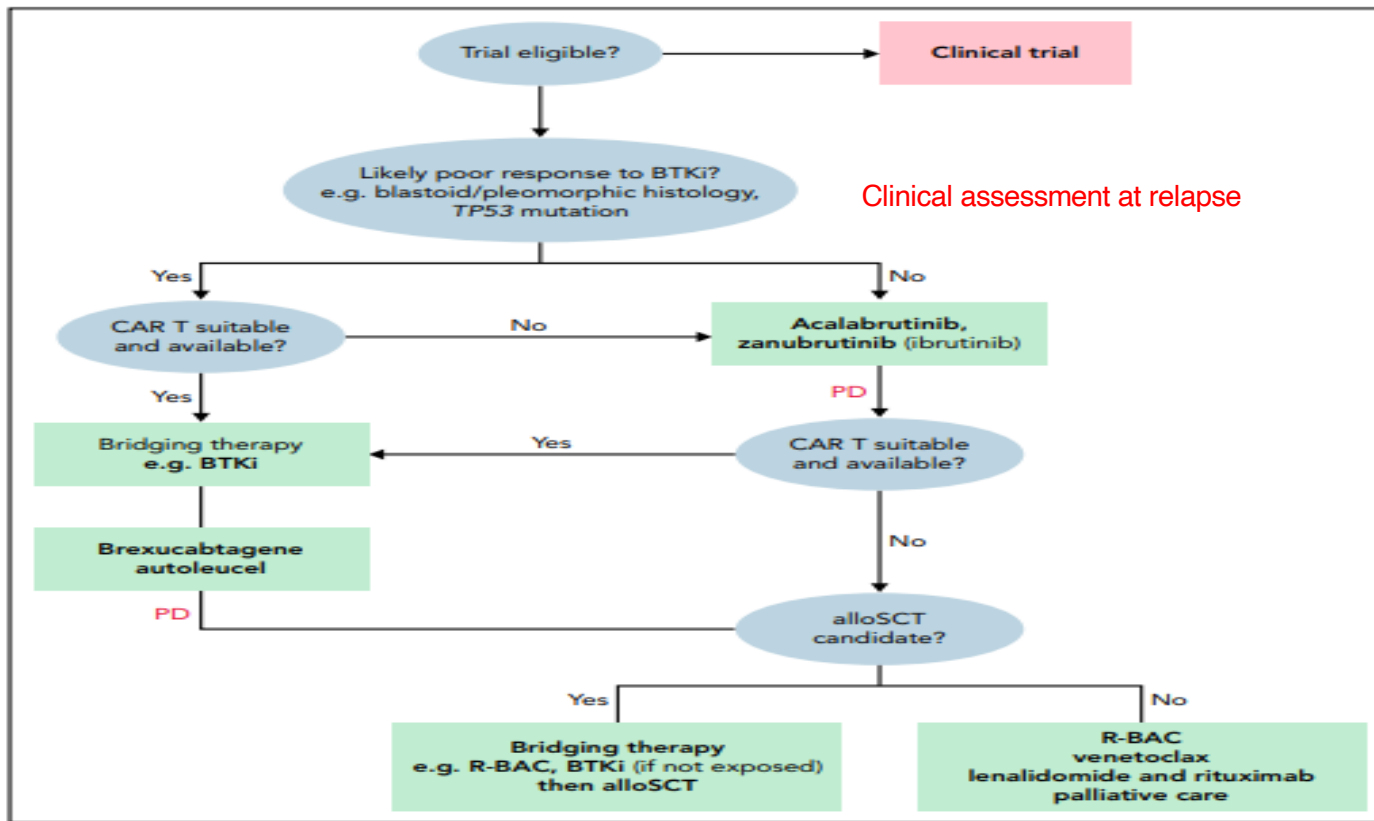 Trial eligible?
Clinical trial
Likely poor response to BTKi?
e.g. blastoid/pleomorphic histology,
TP53 mutation
Clinical assessment at relapse
Yes
No
CAR T suitable
and available?
No
Acalabrutinib,
zanubrutinib (ibrutinib)
Yes
PD
Bridging therapy
e.g. BTKi
Yes
CAR T suitable
and available?
Brexucabtagene
autoleucel
No
PD
alloSCT
candidate?
Yes
No
Bridging therapy
e.g. R-BAC, BTKi (if not exposed)
then alloSCT
R-BAC
venetoclax
lenalidomide and rituximab
palliative care